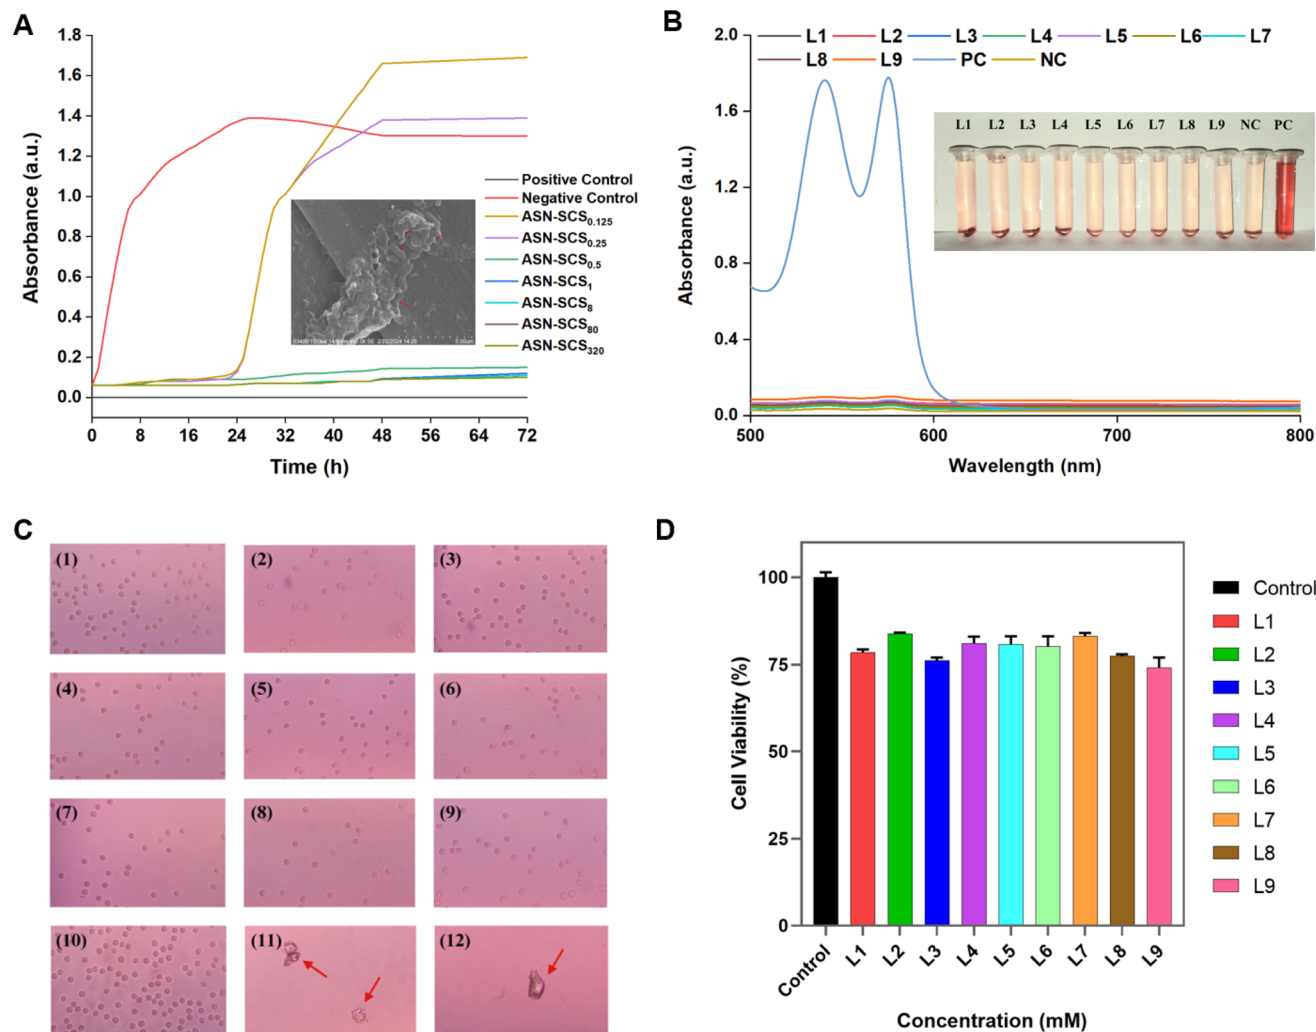 A
1.8
1.6
1.4
1.2
1.0
0.8
0.6
0.4
0.2
0.0
0 8 16 24 32 40 48 56 64 72
Time (h)
Absorbance (a.u.)
Positive Control
Negative Control
ASN-SCS0.125
ASN-SCS0.25
ASN-SCS0.5
ASN-SCS1
ASN-SCS8
ASN-SCS80
ASN-SCS320
5.00um
B
2.0
1.6
1.2
0.8
0.4
0.0
500 600 700 800
Wavelength (nm)
Absorbance (a.u.)
L1 L2 L3 L4 L5 L6 L7
L8 L9 PC NC
L1 L2 L3 L4 L5 L6 L7 L8 L9 NC PC
C
(1) (2) (3)
(4) (5) (6)
(7) (8) (9)
(10) (11) (12)
D
100
75
50
25
0
Cell Viability (%)
Control L1 L2 L3 L4 L5 L6 L7 L8 L9
Concentration (mM)
Control
L1
L2
L3
L4
L5
L6
L7
L8
L9